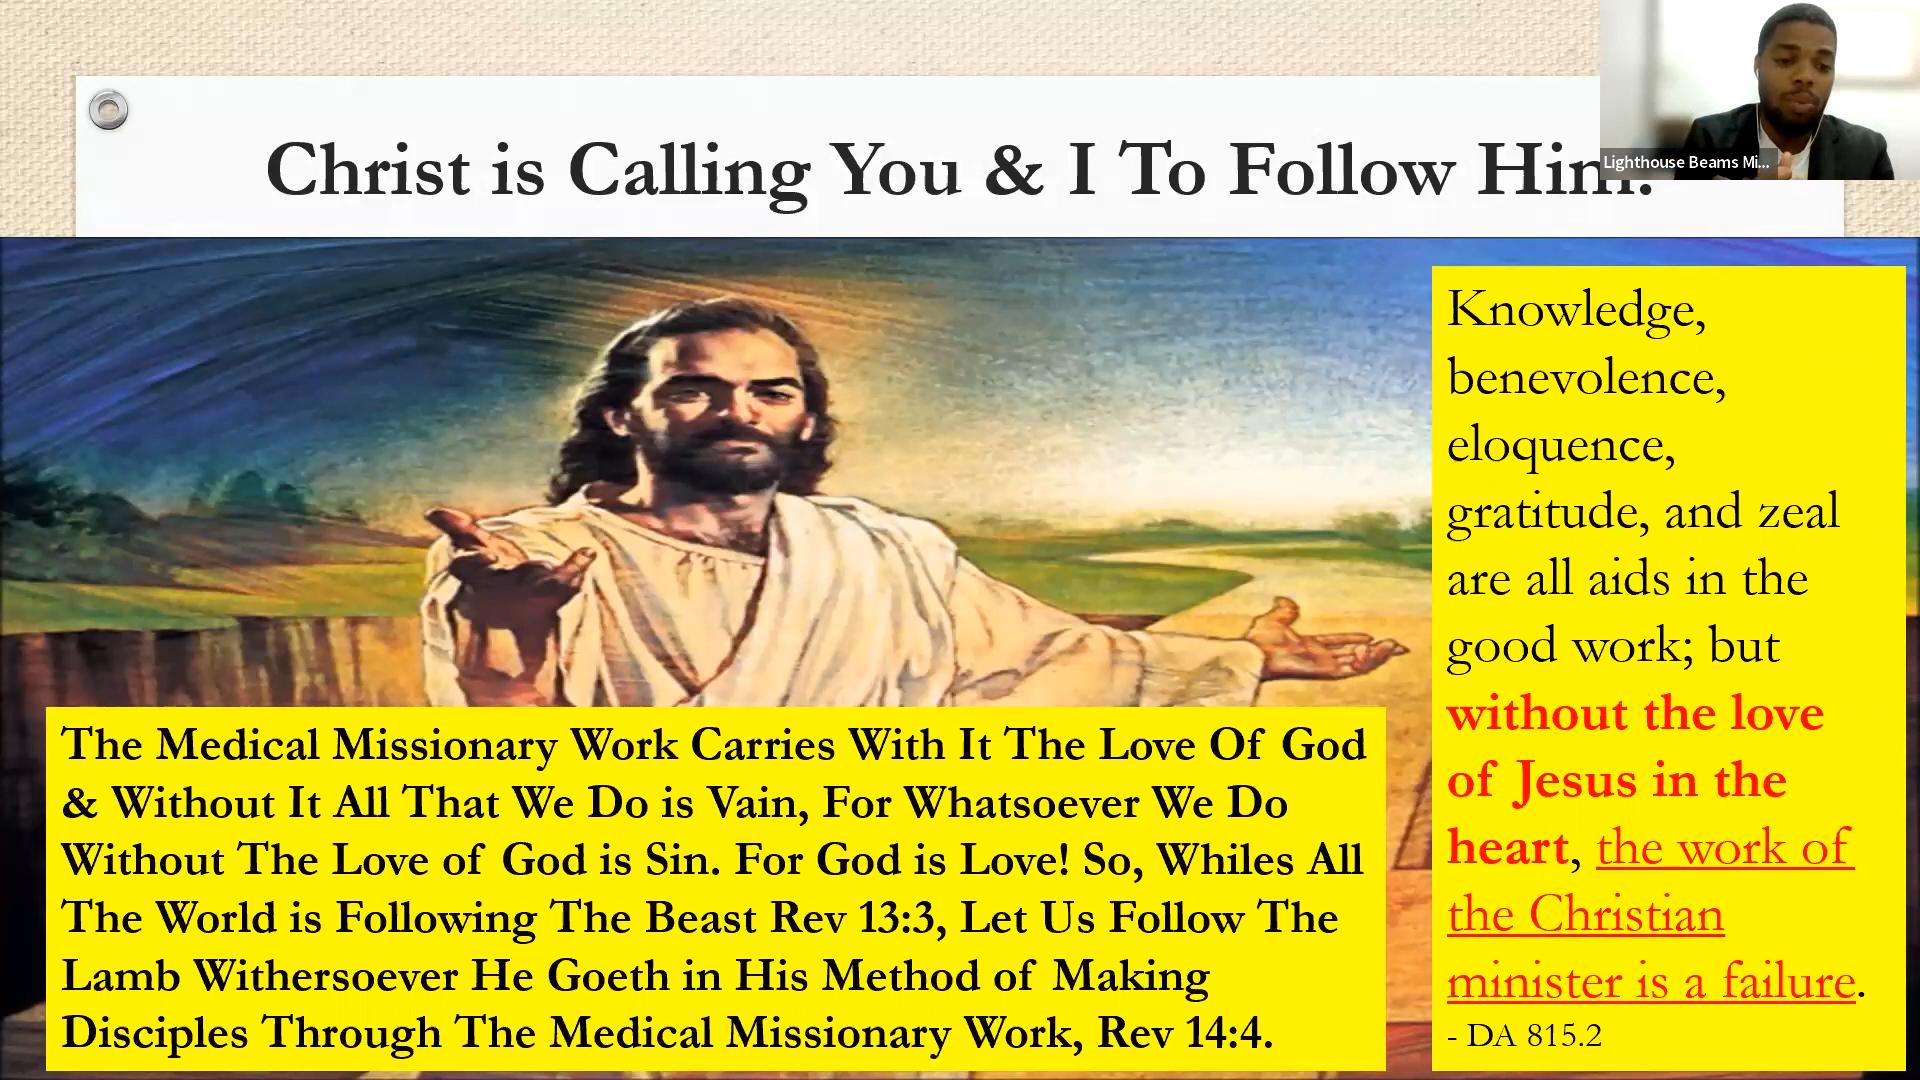 Christ is Calling You & I To Follow Him!
Lighthouse Beams Mi...
Knowledge,
benevolence,
eloquence,
gratitude, and zeal
are all aids in the
good work; but
without the love
of Jesus in the
heart, the work of
the Christian
minister is a failure.
- DA 815.2
The Medical Missionary Work Carries With It The Love Of God
& Without It All That We Do is Vain, For Whatsoever We Do
Without The Love of God is Sin. For God is Love! So, Whiles All
The World is Following The Beast Rev 13:3, Let Us Follow The
Lamb Withersoever He Goeth in His Method of Making
Disciples Through The Medical Missionary Work, Rev 14:4.